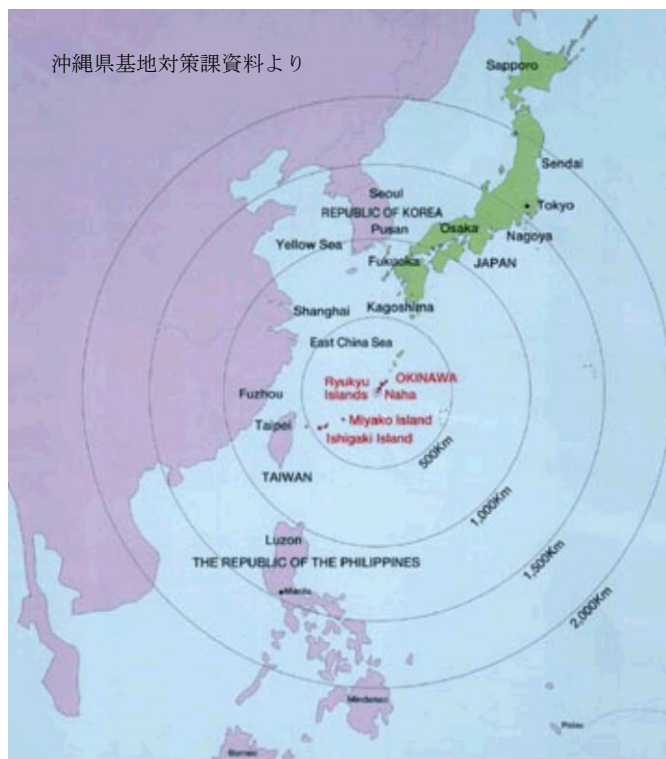 沖縄県基地対策課資料より
Sapporo
Sendai
Seoul
Tokyo
REPUBLIC OF KOREA
Pusan
Osaka
Nagoya
Yellow Sea
Fukuoka
JAPAN
Shanghai
Kagoshima
East China Sea
Ryukyu
Islands
OKINAWA
Naha
Fuzhou
Miyako Island
Taipei
Ishigaki Island
500Km
TAIWAN
1,000Km
Luzon
1,500Km
THE REPUBLIC OF THE PHILIPPINES
Manila
2,000Km
Mindanao
Palau
Borneo